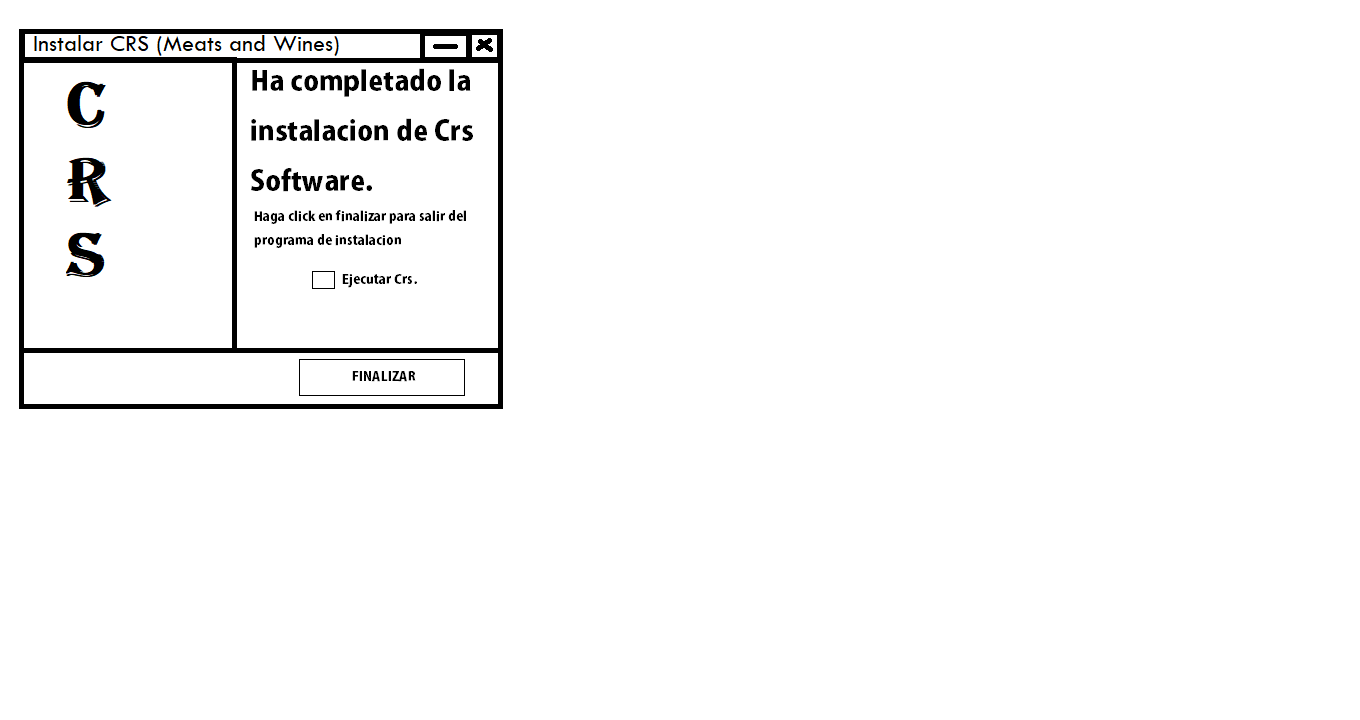 Instalar CRS (Meats and Wines)
C
R
S
Ha completado la
instalacion de Crs
Software.
Haga click en finalizar para salir del
programa de instalacion
Ejecutar Crs.
FINALIZAR